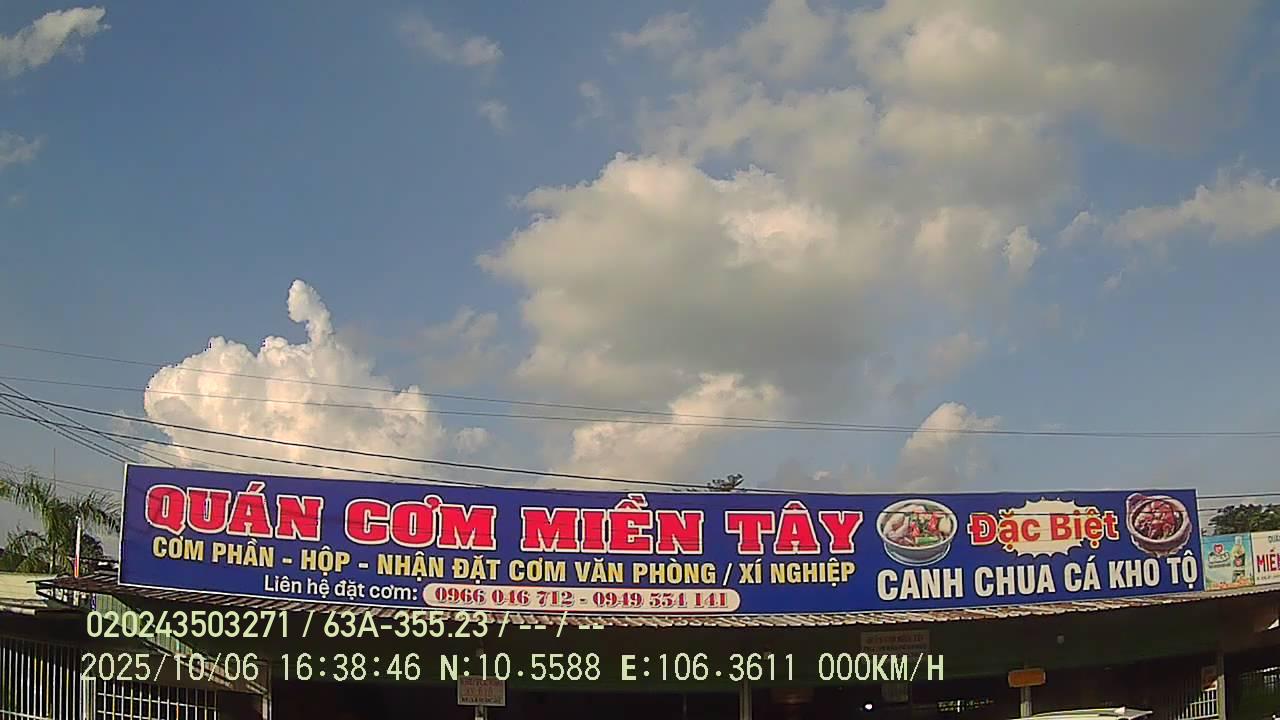 QUÁN CƠM MIỀN TÂY
CƠM PHẦN - HỘP - NHẬN ĐẶT CƠM VĂN PHÒNG / XÍ NGHIỆP
Liên hệ đặt cơm: 0966 046 712 - 0949 554 141
Đặc Biệt
CANH CHUA CÁ KHO TỘ
020243503271 / 63A-355.23 / -- / --
2025/10/06 16:38:46 N:10.5588 E:106.3611 000KM/H